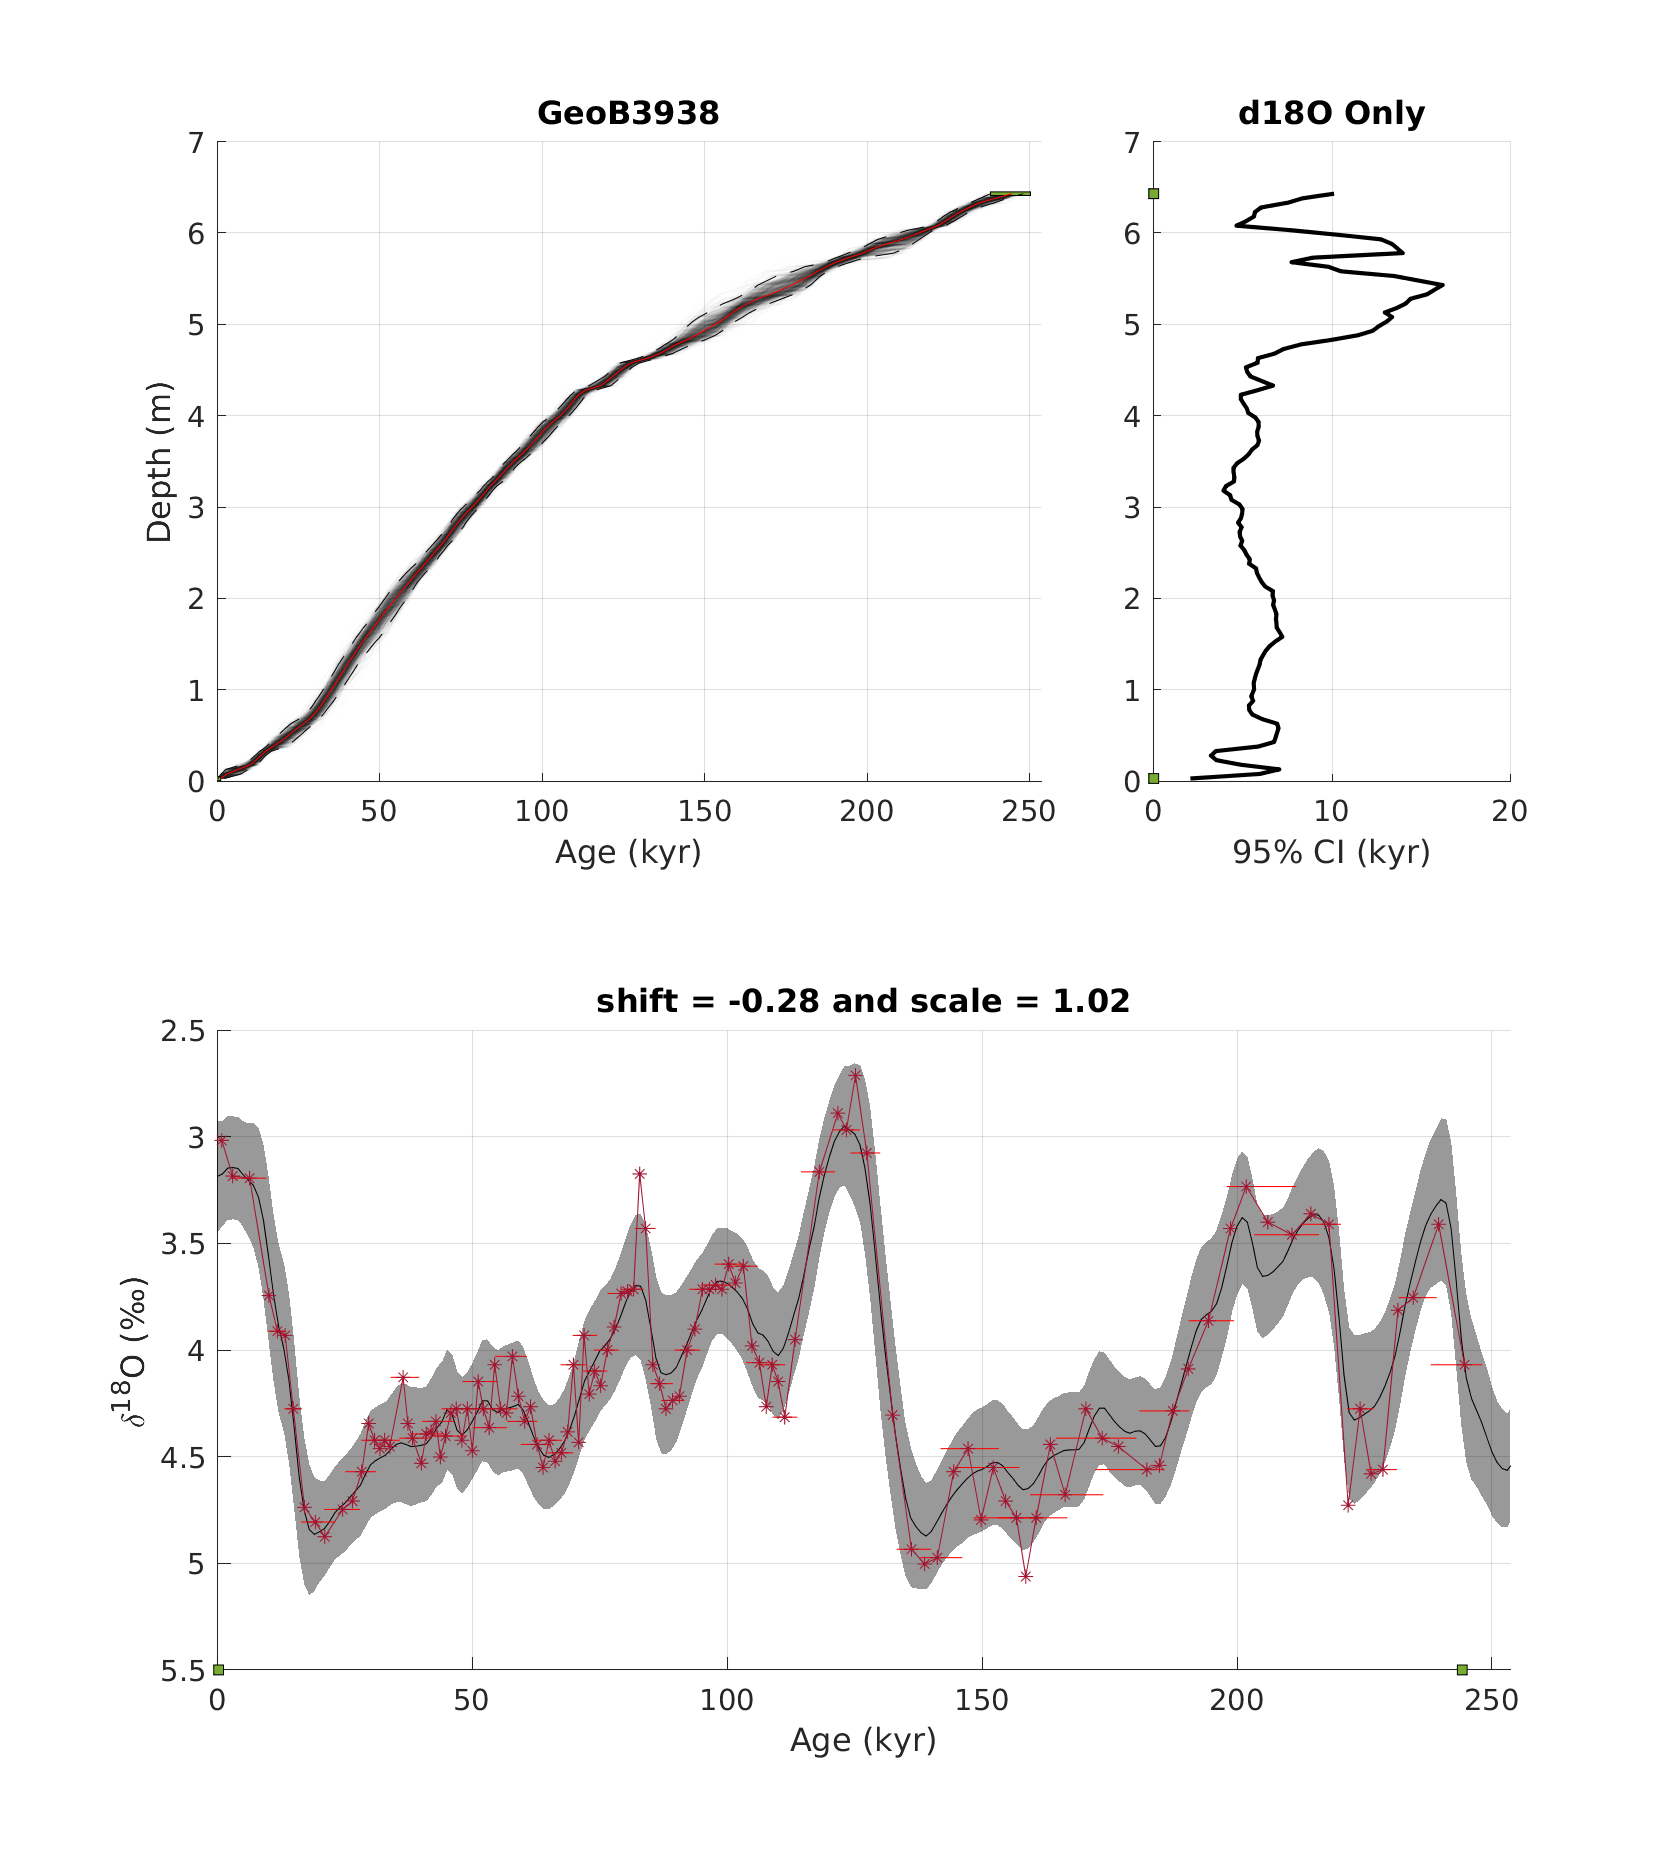 GeoB3938
7
6
5
4
3
2
1
0
Depth (m)
0 50 100 150 200 250
Age (kyr)
d18O Only
7
6
5
4
3
2
1
0
0 10 20
95% CI (kyr)
shift = -0.28 and scale = 1.02
2.5
3
3.5
4
4.5
5
5.5
δ¹⁸O (‰)
0 50 100 150 200 250
Age (kyr)